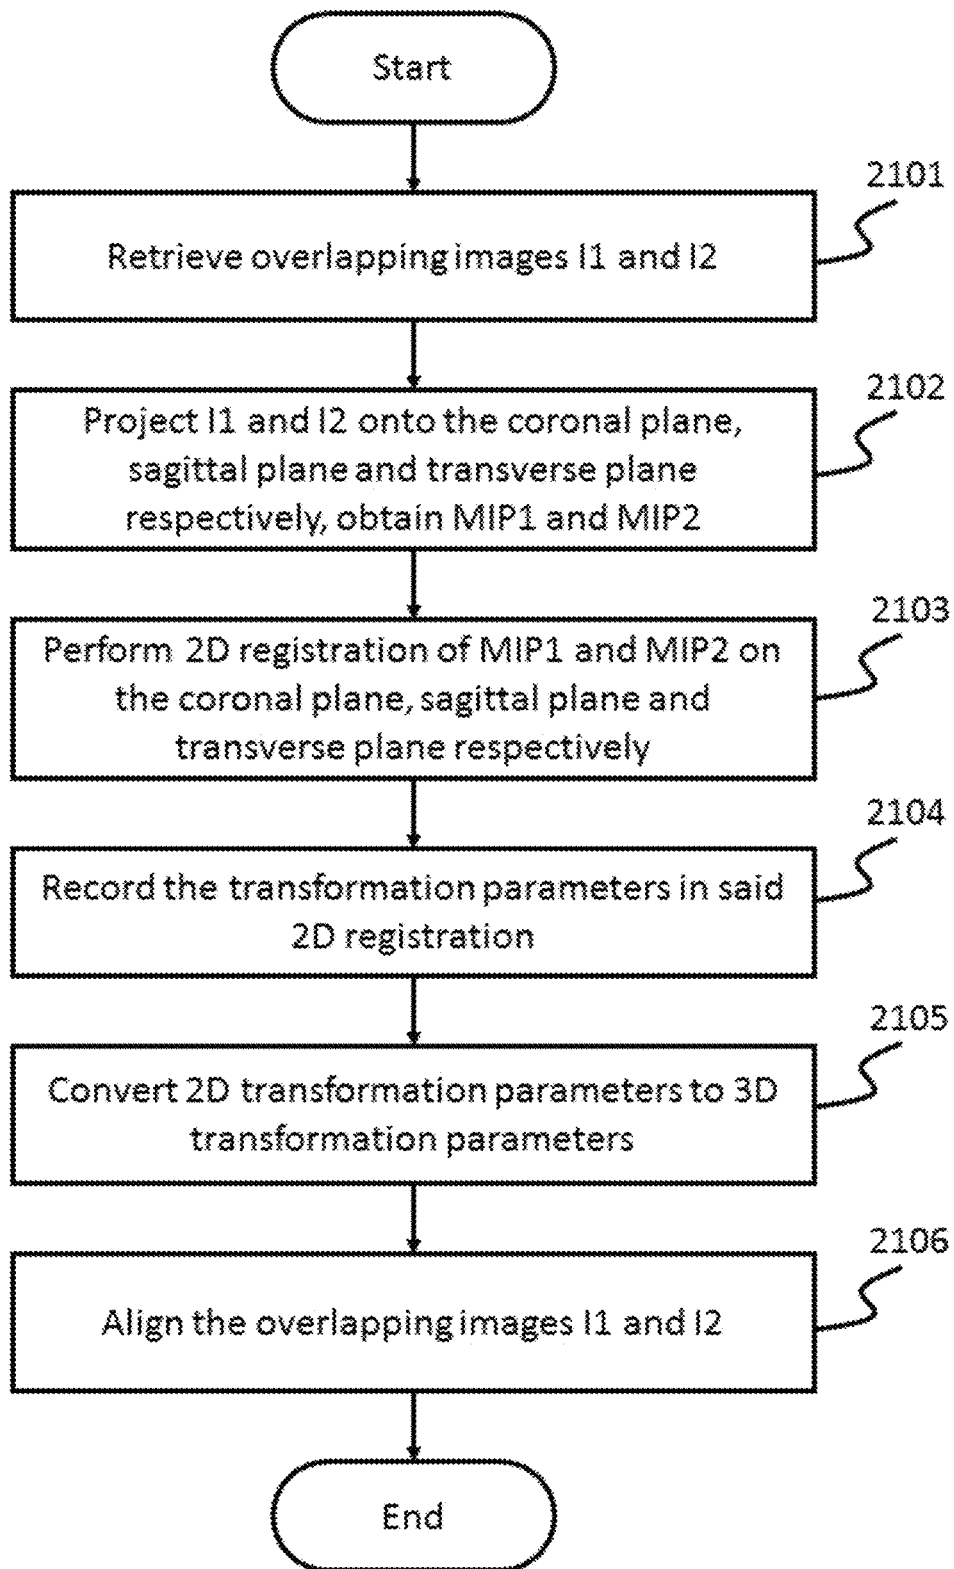 Start
2101
Retrieve overlapping images I1 and I2
2102
Project I1 and I2 onto the coronal plane,
sagittal plane and transverse plane
respectively, obtain MIP1 and MIP2
2103
Perform 2D registration of MIP1 and MIP2 on
the coronal plane, sagittal plane and
transverse plane respectively
2104
Record the transformation parameters in said
2D registration
2105
Convert 2D transformation parameters to 3D
transformation parameters
2106
Align the overlapping images I1 and I2
End